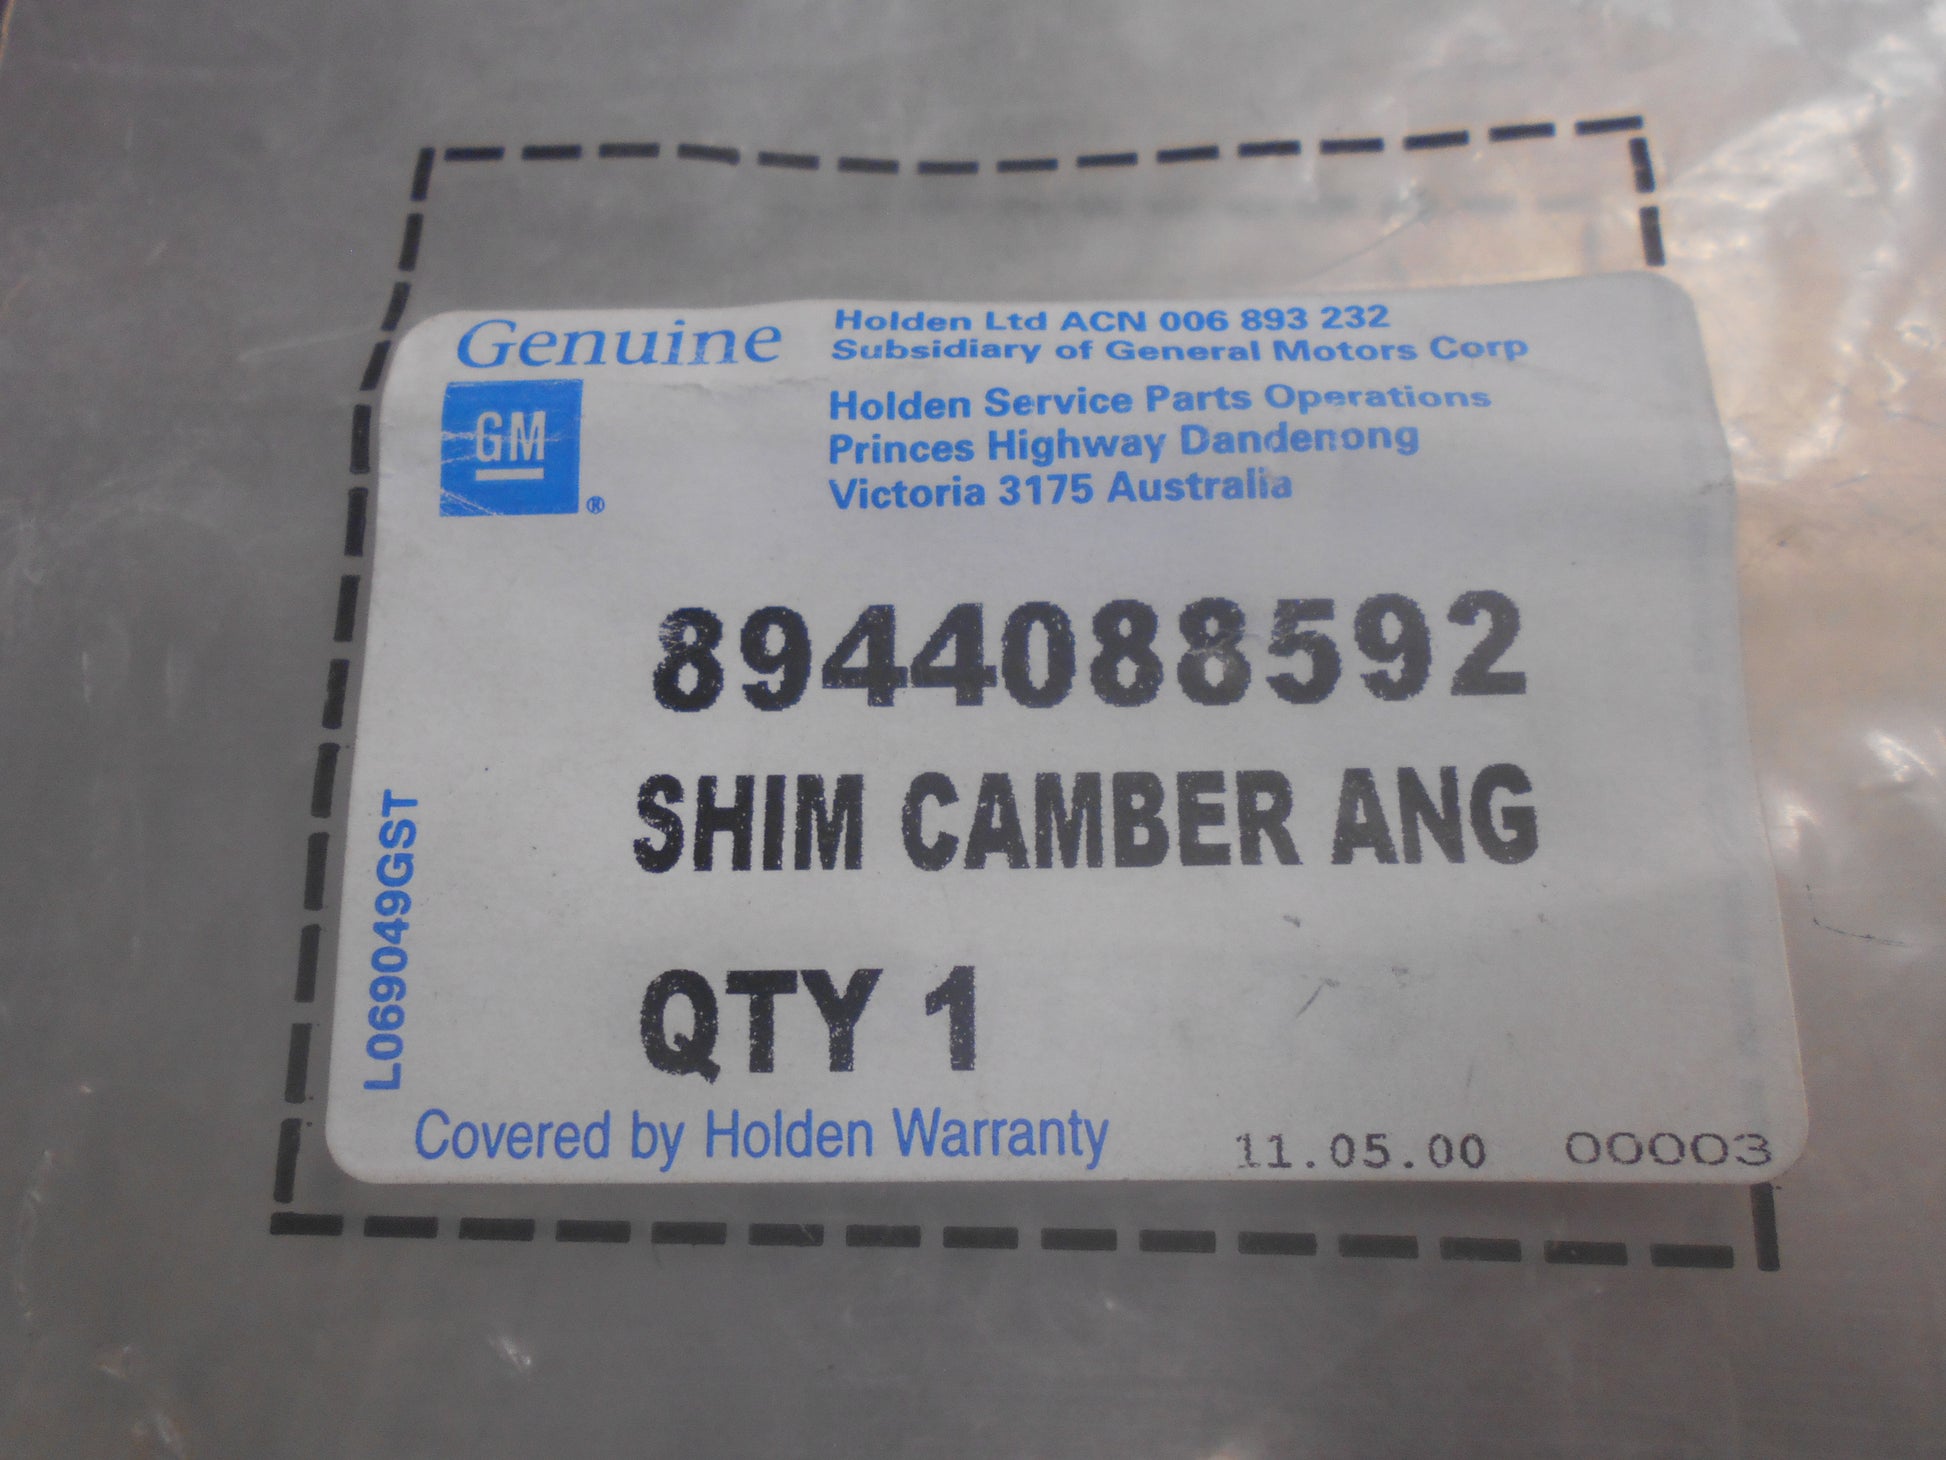 Genuine
GM
®
Holden Ltd ACN 006 893 232
Subsidiary of General Motors Corp
Holden Service Parts Operations
Princes Highway Dandenong
Victoria 3175 Australia
8944088592
SHIM CAMBER ANG
QTY 1
L069049GST
Covered by Holden Warranty
11.05.00 00003